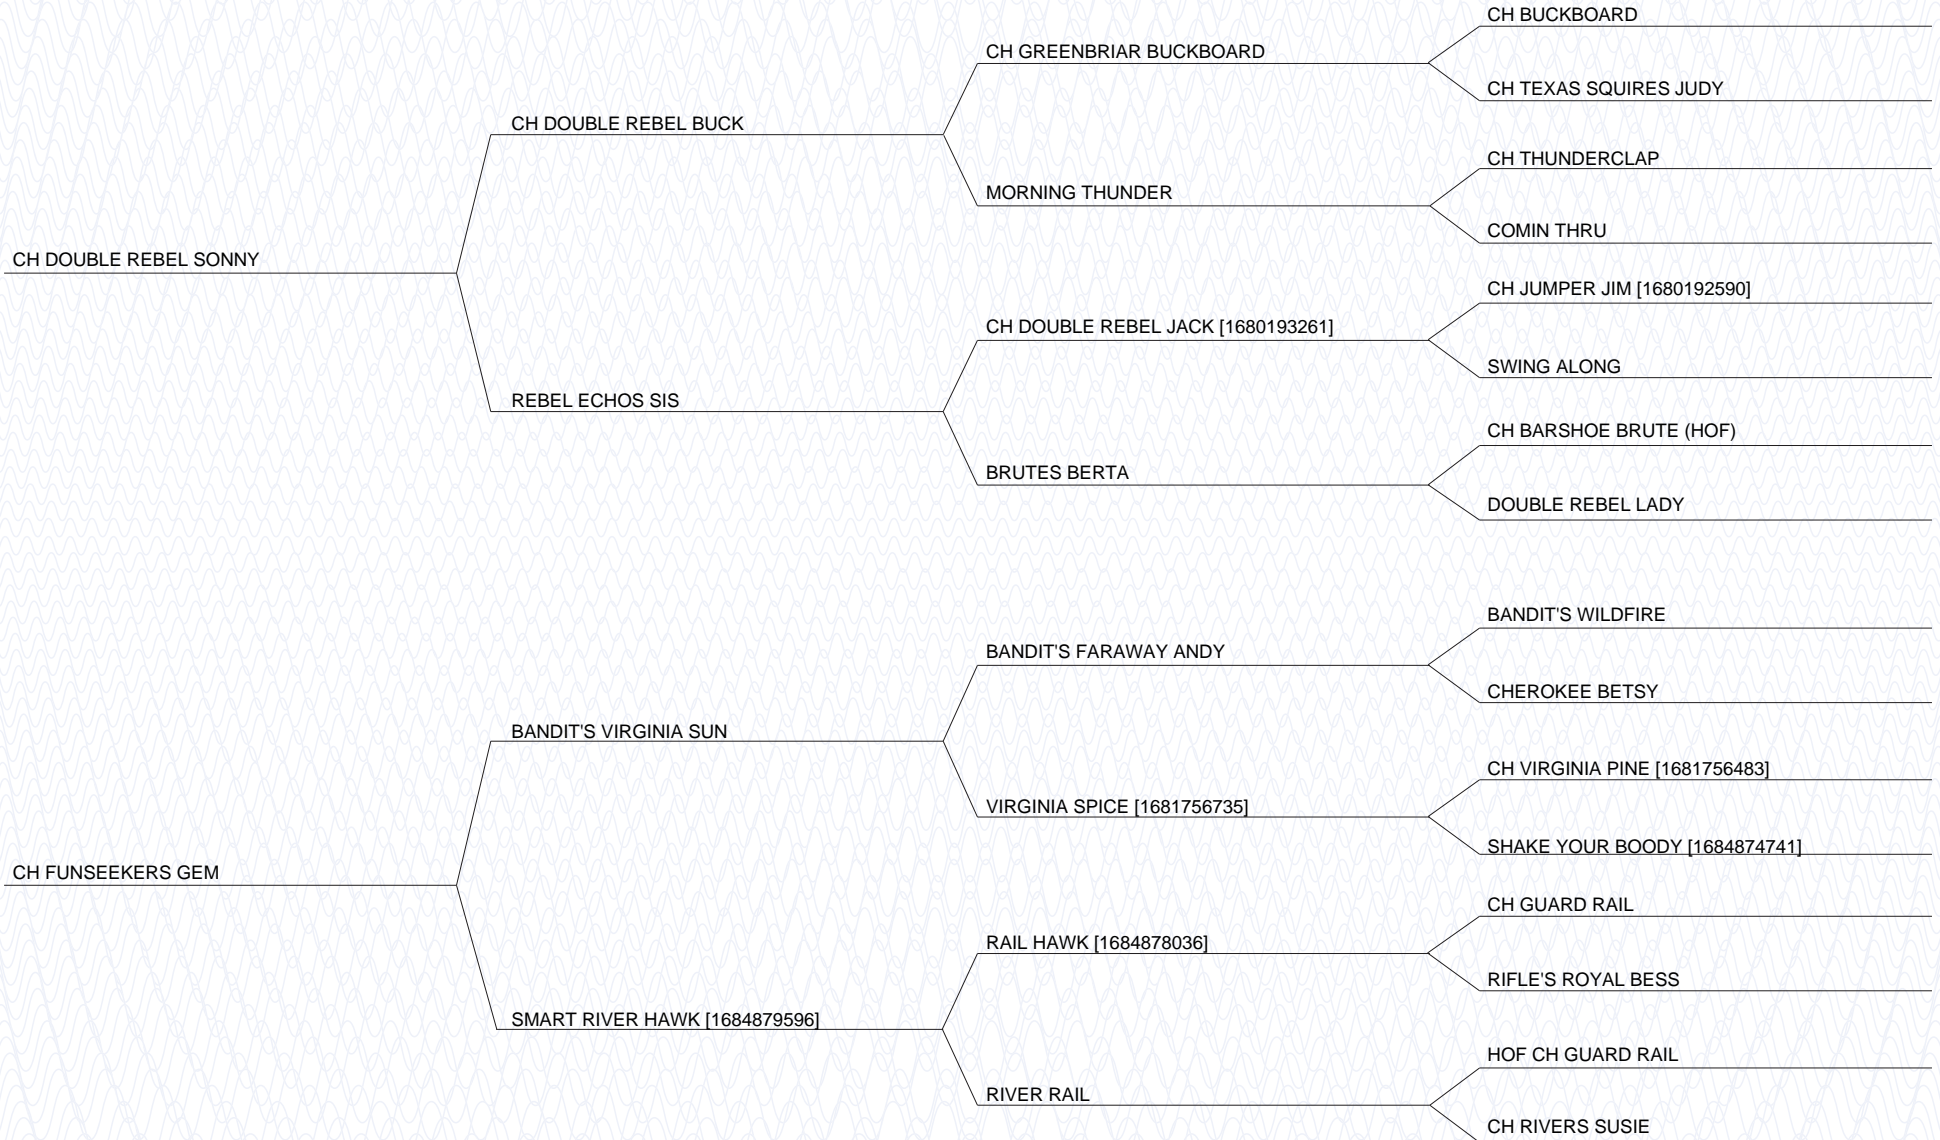 CH BUCKBOARD
CH GREENBRIAR BUCKBOARD
CH TEXAS SQUIRES JUDY
CH DOUBLE REBEL BUCK
CH THUNDERCLAP
MORNING THUNDER
COMIN THRU
CH DOUBLE REBEL SONNY
CH JUMPER JIM [1680192590]
CH DOUBLE REBEL JACK [1680193261]
SWING ALONG
REBEL ECHOS SIS
CH BARSHOE BRUTE (HOF)
BRUTES BERTA
DOUBLE REBEL LADY
BANDIT'S WILDFIRE
BANDIT'S FARAWAY ANDY
CHEROKEE BETSY
BANDIT'S VIRGINIA SUN
CH VIRGINIA PINE [1681756483]
VIRGINIA SPICE [1681756735]
SHAKE YOUR BOODY [1684874741]
CH FUNSEEKERS GEM
CH GUARD RAIL
RAIL HAWK [1684878036]
RIFLE'S ROYAL BESS
SMART RIVER HAWK [1684879596]
HOF CH GUARD RAIL
RIVER RAIL
CH RIVERS SUSIE